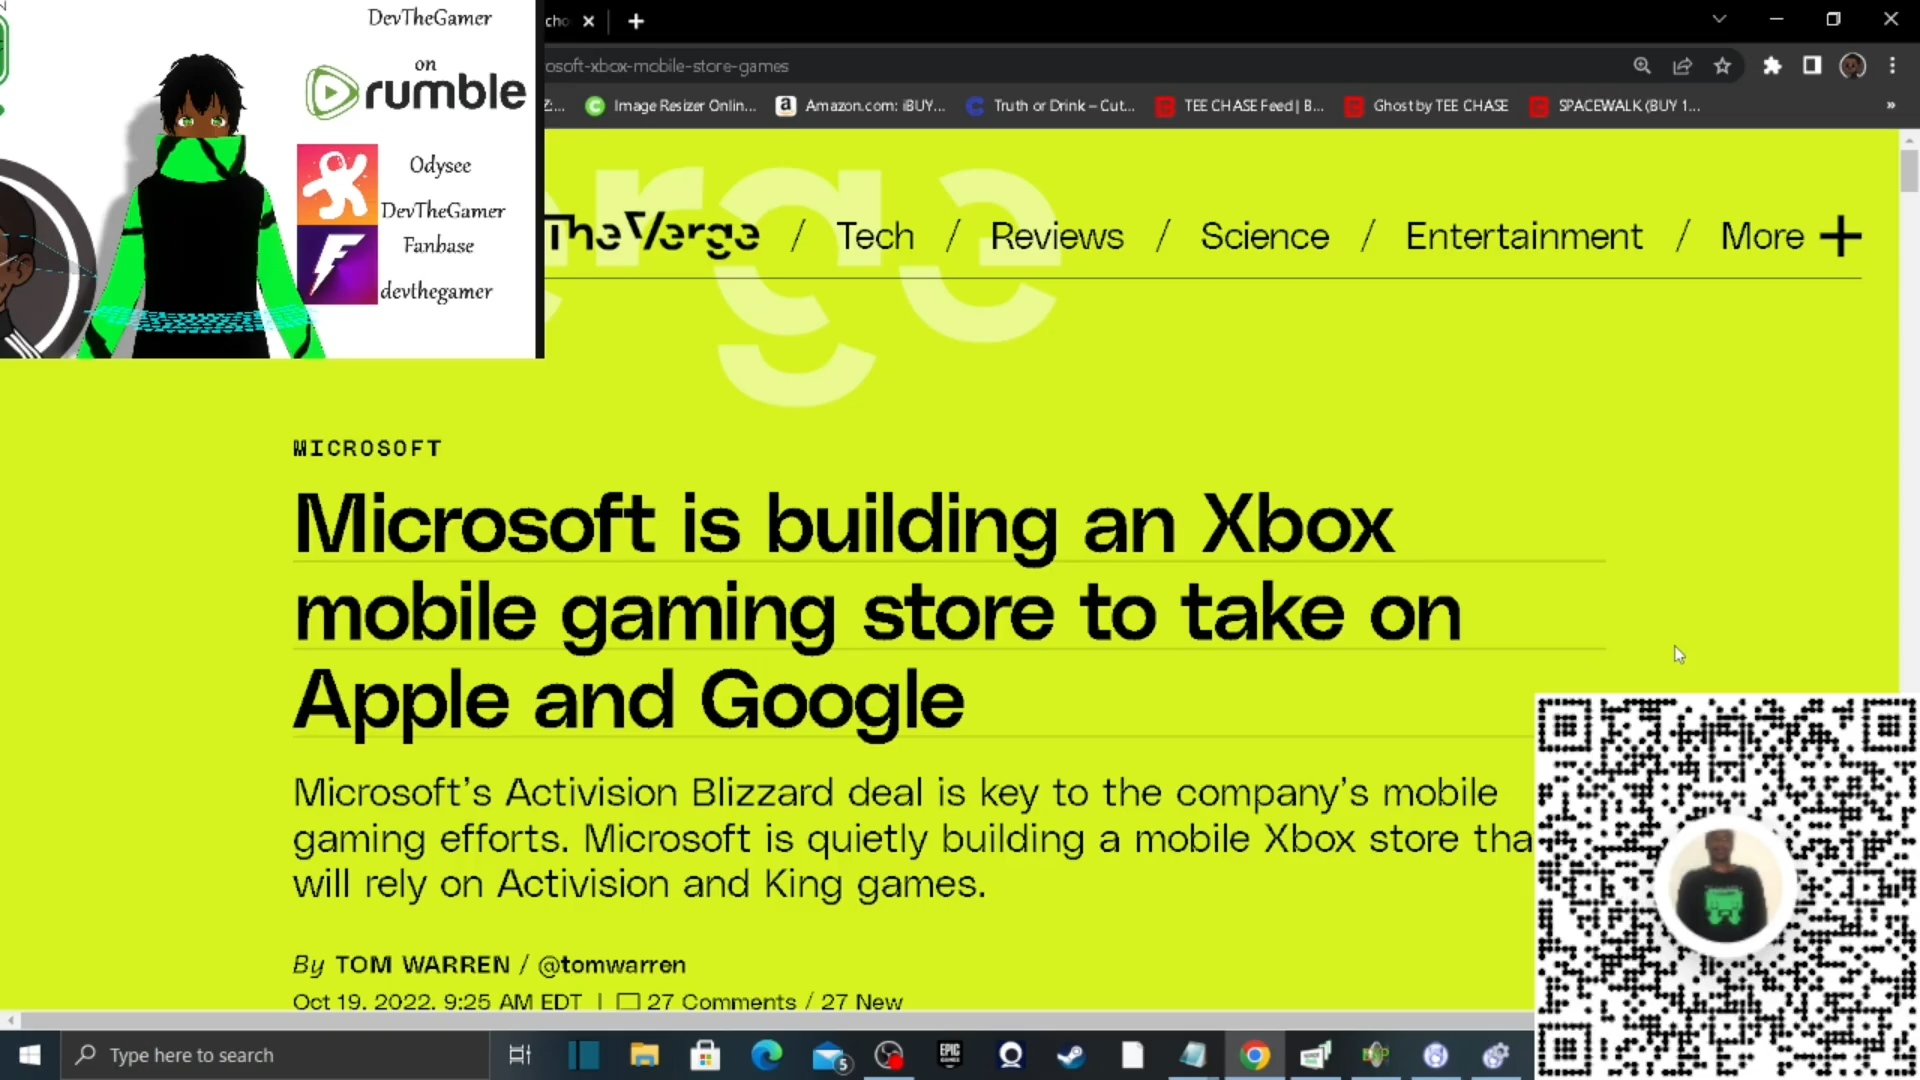 DevTheGamer
on
rumble
Odysee
DevTheGamer
Fanbase
devthegamer
cho
osoft-xbox-mobile-store-games
Z:...
Image Resizer Onlin...
Amazon.com: iBUY...
Truth or Drink – Cut...
TEE CHASE Feed | B...
Ghost by TEE CHASE
SPACEWALK (BUY 1...
erge
TheVerge / Tech / Reviews / Science / Entertainment / More +
MICROSOFT
Microsoft is building an Xbox
mobile gaming store to take on
Apple and Google
Microsoft’s Activision Blizzard deal is key to the company’s mobile
gaming efforts. Microsoft is quietly building a mobile Xbox store tha
will rely on Activision and King games.
By TOM WARREN / @tomwarren
Oct 19, 2022, 9:25 AM EDT | 27 Comments / 27 New
Type here to search
5
EPIC
GAMES